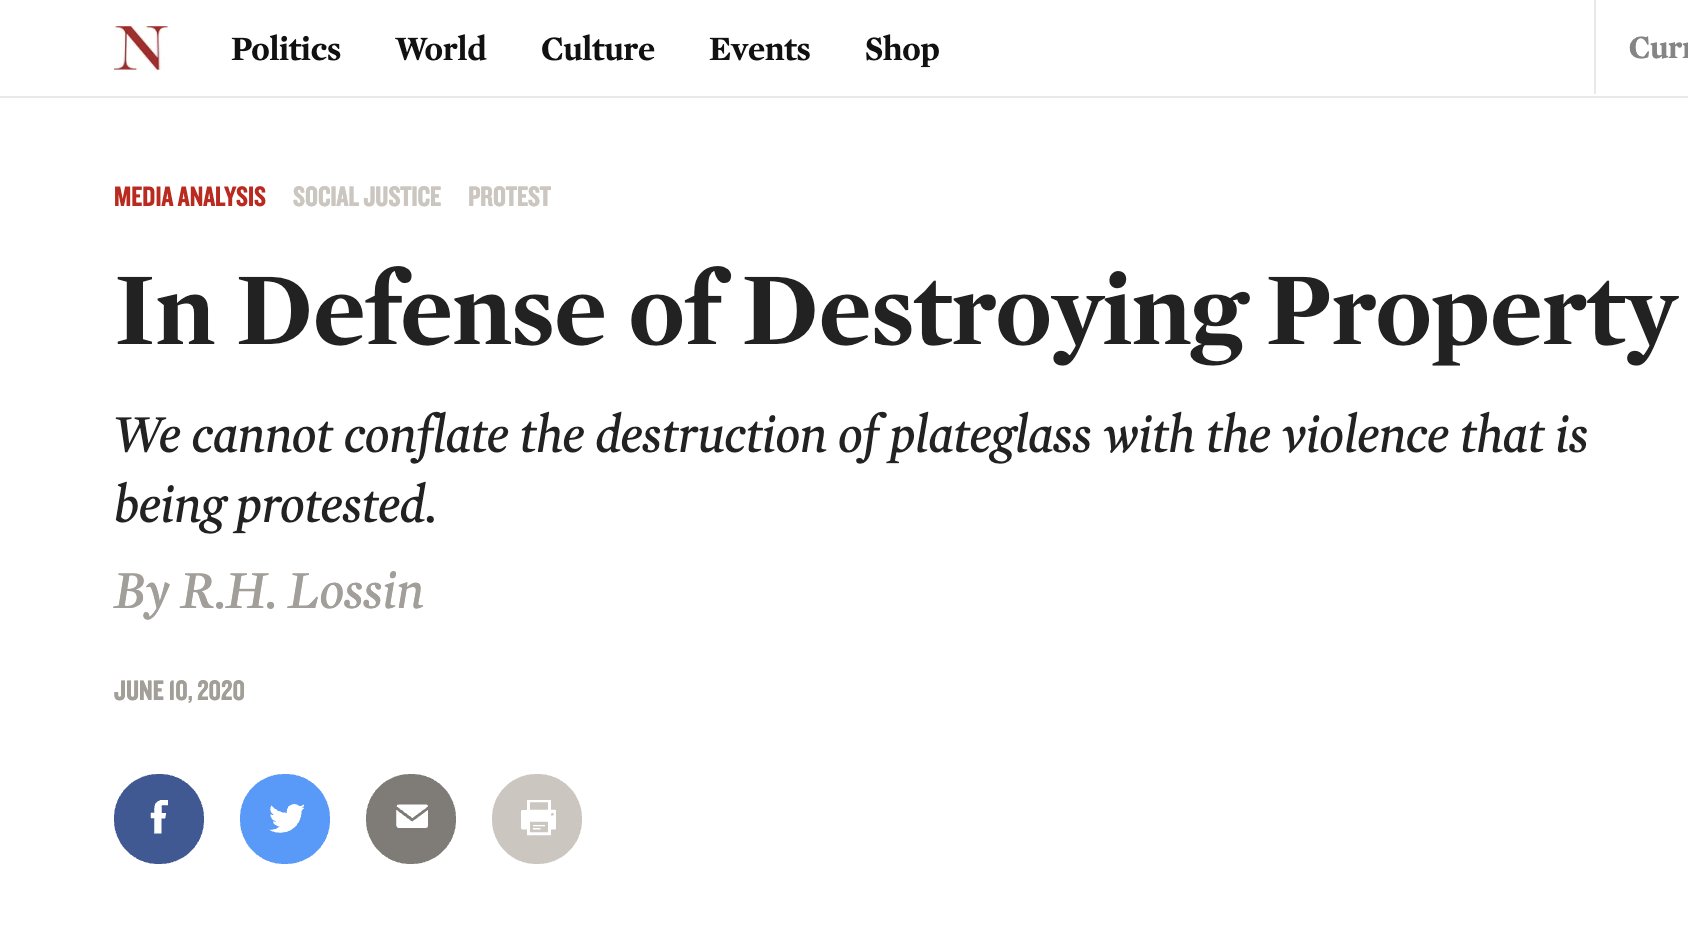 N Politics World Culture Events Shop
MEDIA ANALYSIS SOCIAL JUSTICE PROTEST
In Defense of Destroying Property
We cannot conflate the destruction of plateglass with the violence that is
being protested.
By R.H. Lossin
JUNE 10, 2020